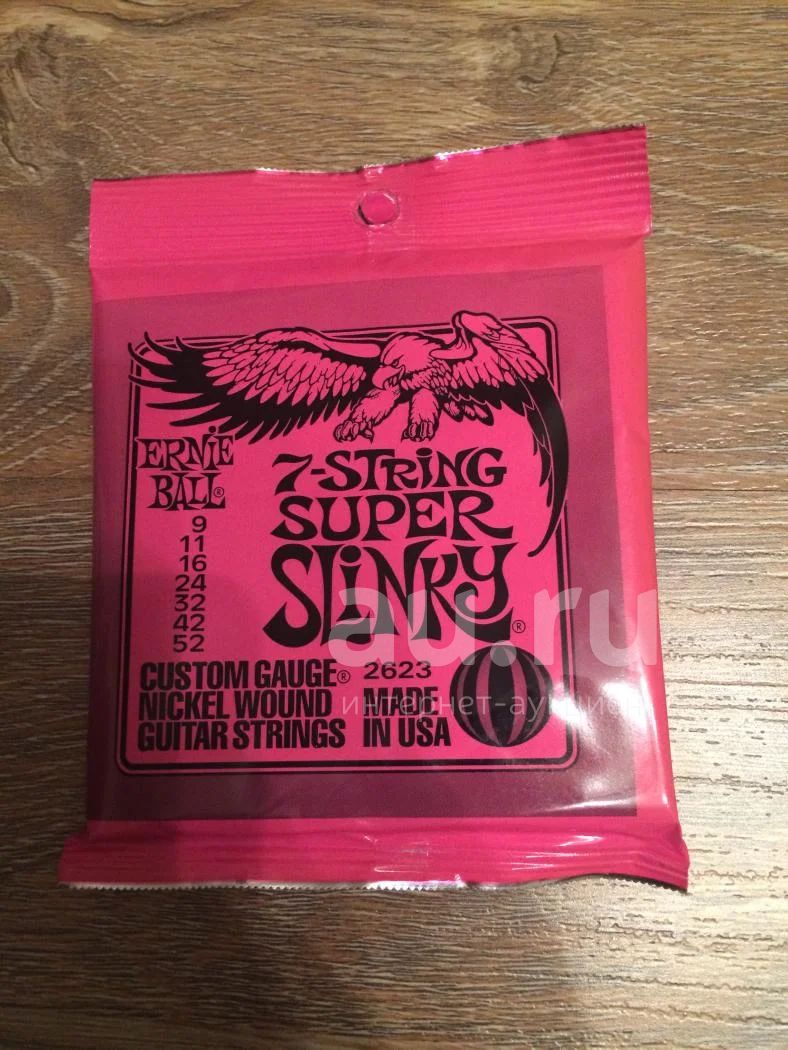 ERNIE
BALL®
7-STRING
SUPER
SLINKY®
9
11
16
24
32
42
52
CUSTOM GAUGE® 2623
NICKEL WOUND MADE
GUITAR STRINGS IN USA
au.ru
интернет-аукцион